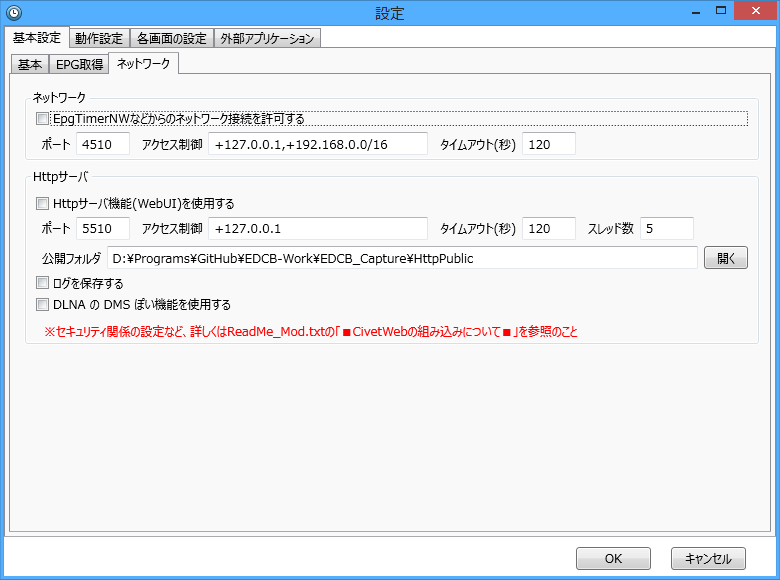 設定
基本設定 動作設定 各画面の設定 外部アプリケーション
基本 EPG取得 ネットワーク
ネットワーク
EpgTimerNWなどからのネットワーク接続を許可する
ポート 4510 アクセス制御 +127.0.0.1,+192.168.0.0/16 タイムアウト(秒) 120
Httpサーバ
Httpサーバ機能(WebUI)を使用する
ポート 5510 アクセス制御 +127.0.0.1 タイムアウト(秒) 120 スレッド数 5
公開フォルダ D:¥Programs¥GitHub¥EDCB-Work¥EDCB_Capture¥HttpPublic 開く
ログを保存する
DLNA の DMS ぽい機能を使用する
※セキュリティ関係の設定など、詳しくはReadMe_Mod.txtの「■CivetWebの組み込みについて■」を参照のこと
OK キャンセル